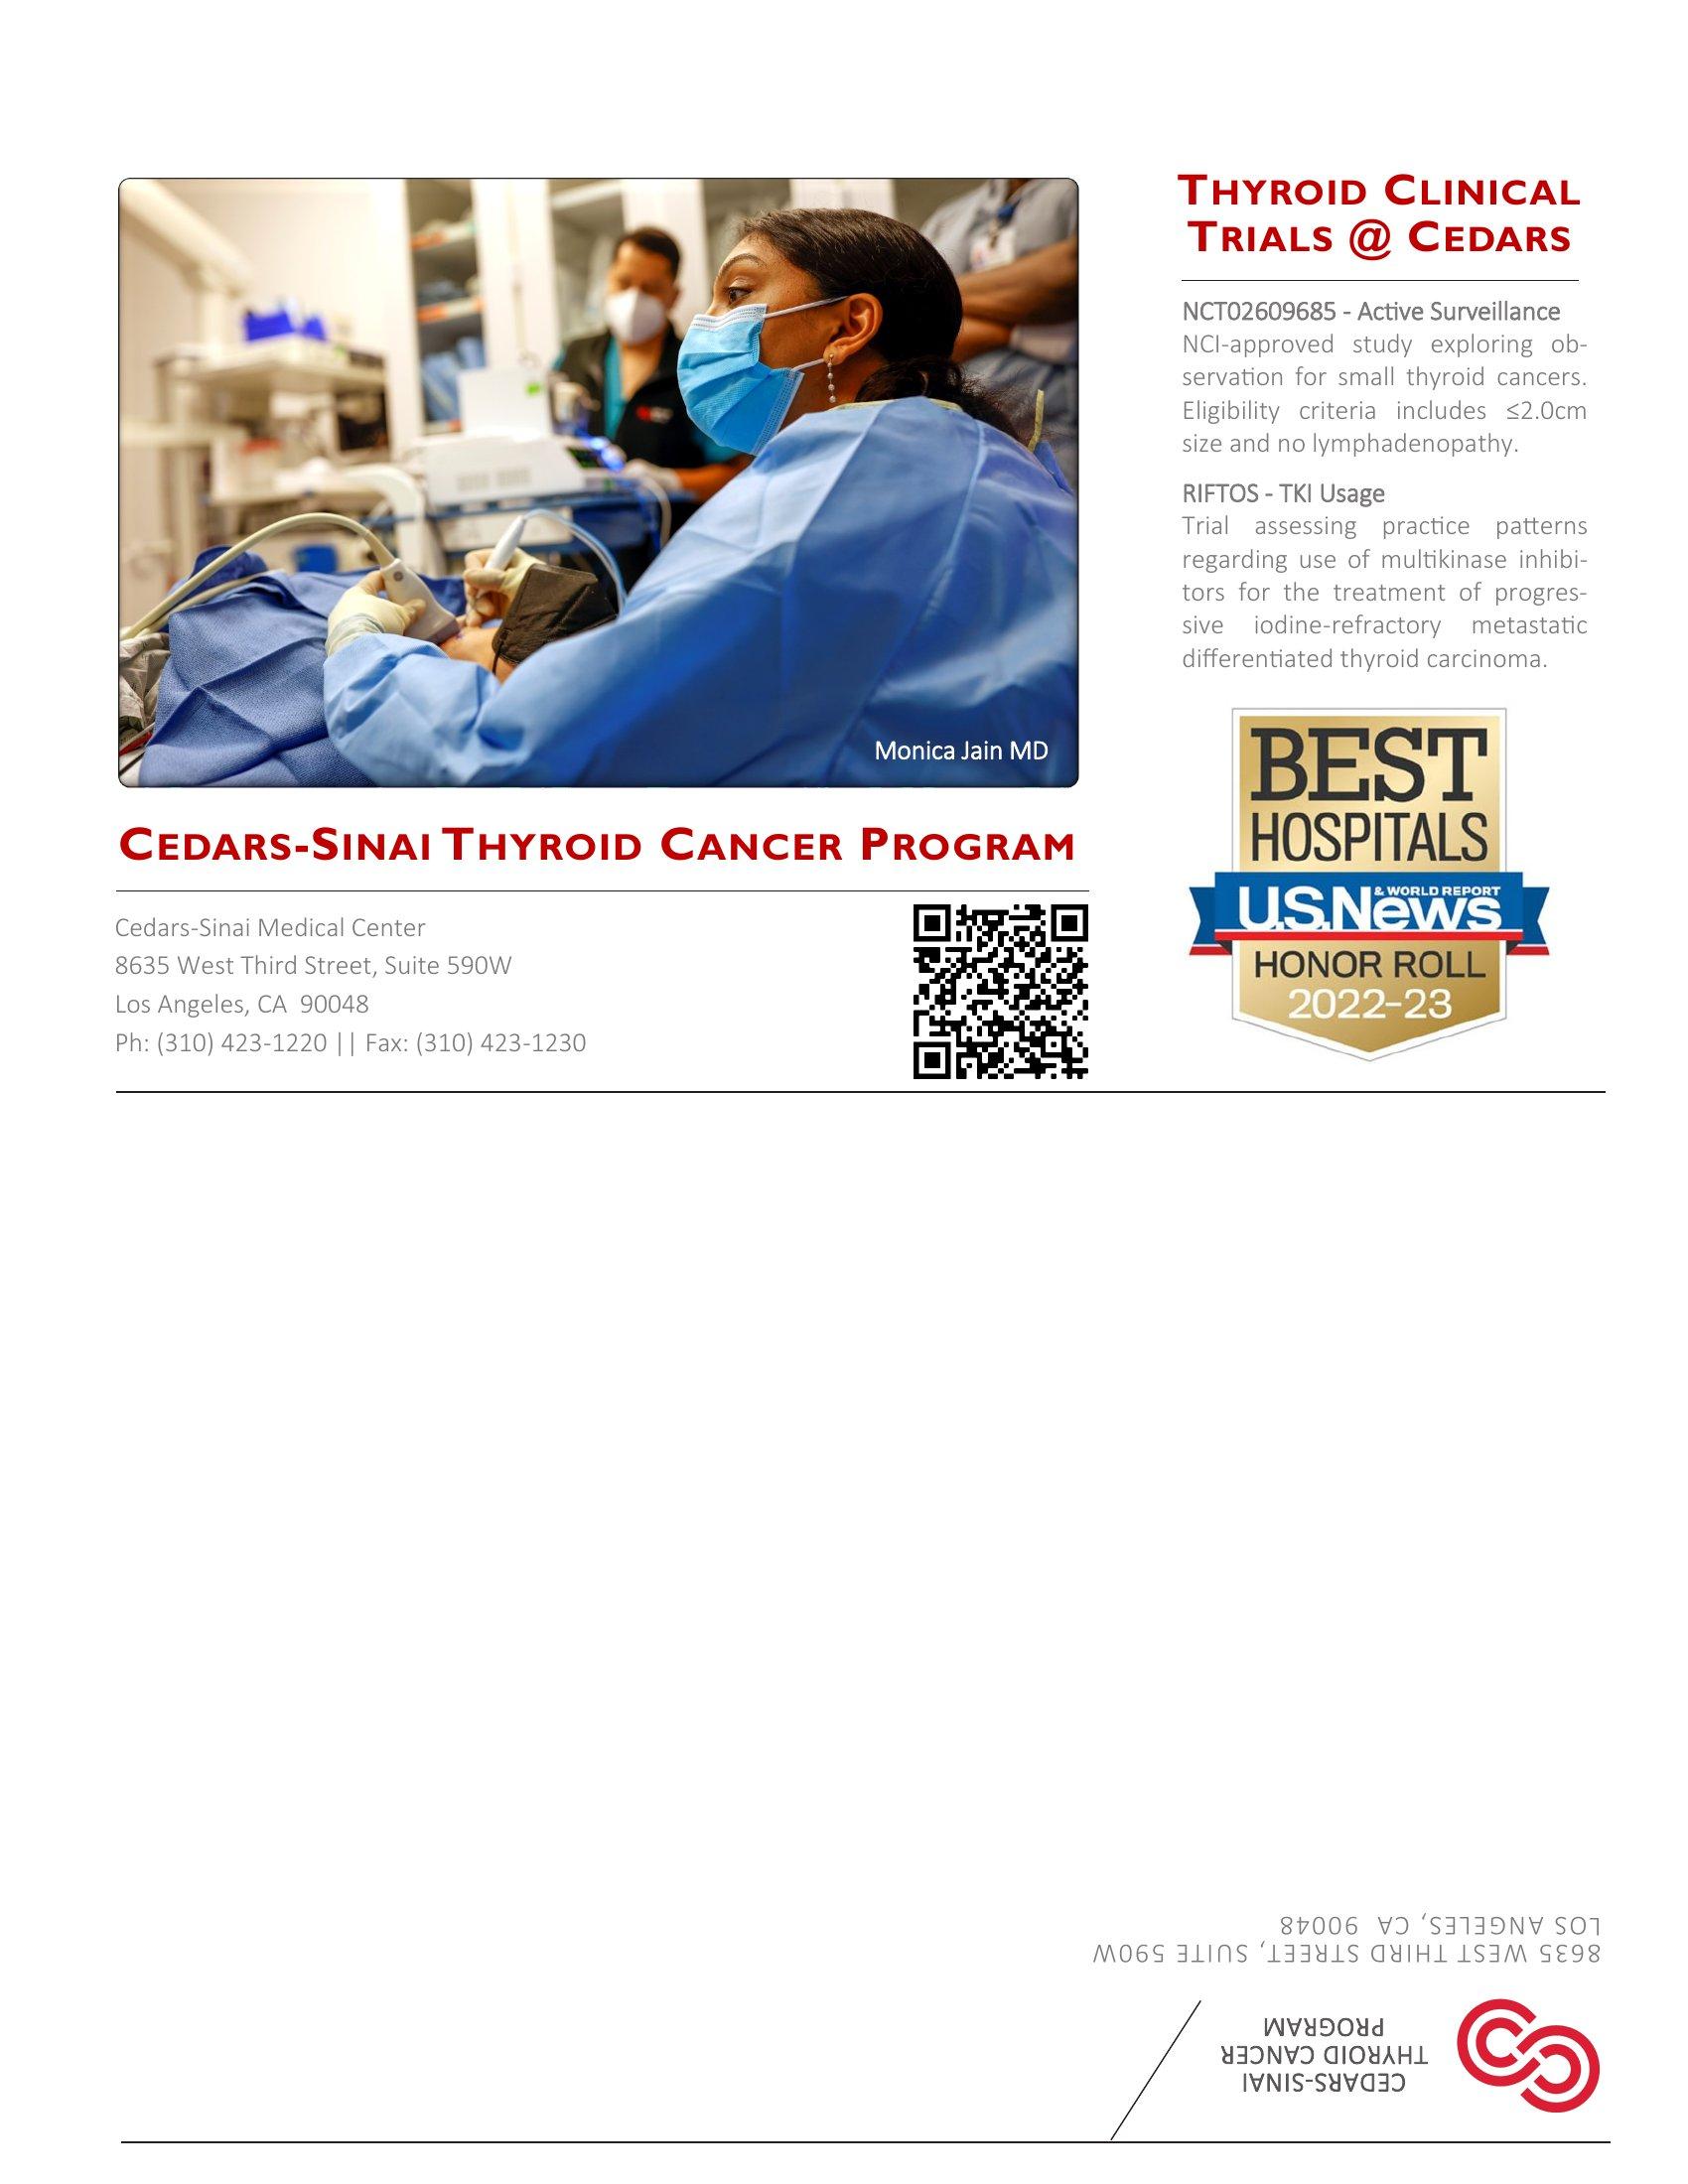 Monica Jain MD
CEDARS-SINAI THYROID CANCER PROGRAM
Cedars-Sinai Medical Center
8635 West Third Street, Suite 590W
Los Angeles, CA  90048
Ph: (310) 423-1220 || Fax: (310) 423-1230
THYROID CLINICAL
TRIALS @ CEDARS
NCT02609685 - Active Surveillance
NCI-approved study exploring ob-
servation for small thyroid cancers.
Eligibility criteria includes ≤2.0cm
size and no lymphadenopathy.
RIFTOS - TKI Usage
Trial assessing practice patterns
regarding use of multikinase inhibi-
tors for the treatment of progres-
sive iodine-refractory metastatic
differentiated thyroid carcinoma.
BEST
HOSPITALS
U.S.News & WORLD REPORT
HONOR ROLL
2022-23
CEDARS-SINAI
THYROID CANCER
PROGRAM
8635 WEST THIRD STREET, SUITE 590W
LOS ANGELES, CA  90048